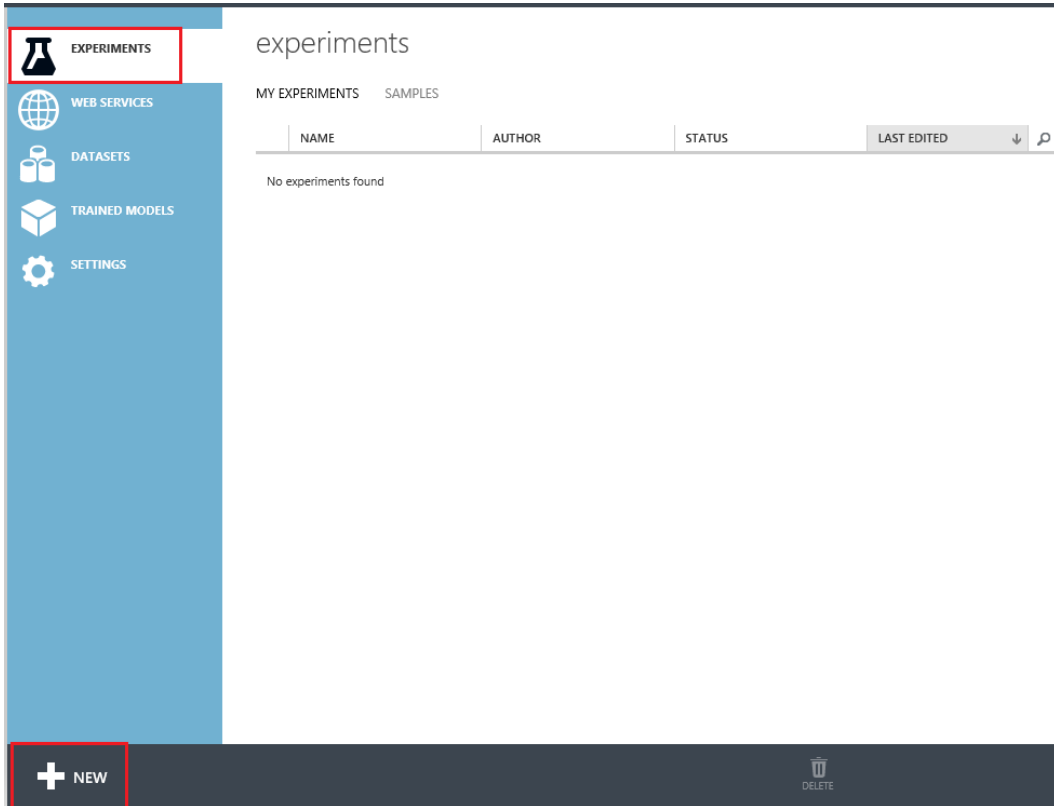 EXPERIMENTS
WEB SERVICES
DATASETS
TRAINED MODELS
SETTINGS
experiments
MY EXPERIMENTS SAMPLES
NAME AUTHOR STATUS LAST EDITED
No experiments found
NEW
DELETE